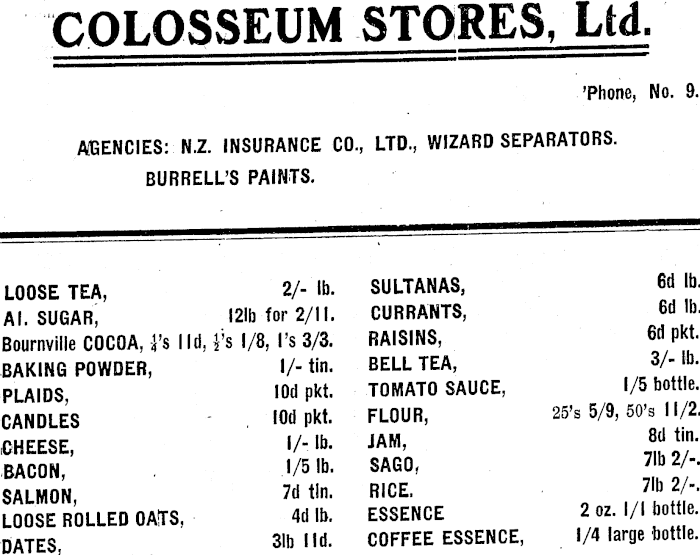 COLOSSEUM STORES, Ltd.
'Phone, No. 9.
AGENCIES: N.Z. INSURANCE CO., LTD., WIZARD SEPARATORS.
BURRELL'S PAINTS.
LOOSE TEA, 2/- lb.
A1. SUGAR, 12lb for 2/11.
Bournville COCOA, ¼'s 11d, ½'s 1/8, 1's 3/3.
BAKING POWDER, 1/- tin.
PLAIDS, 10d pkt.
CANDLES 10d pkt.
CHEESE, 1/- lb.
BACON, 1/5 lb.
SALMON, 7d tin.
LOOSE ROLLED OATS, 4d lb.
DATES, 3lb 11d.
SULTANAS, 6d lb.
CURRANTS, 6d lb.
RAISINS, 6d pkt.
BELL TEA, 3/- lb.
TOMATO SAUCE, 1/5 bottle.
FLOUR, 25's 5/9, 50's 11/2.
JAM, 8d tin.
SAGO, 7lb 2/-.
RICE. 7lb 2/-.
ESSENCE 2 oz. 1/1 bottle.
COFFEE ESSENCE, 1/4 large bottle.